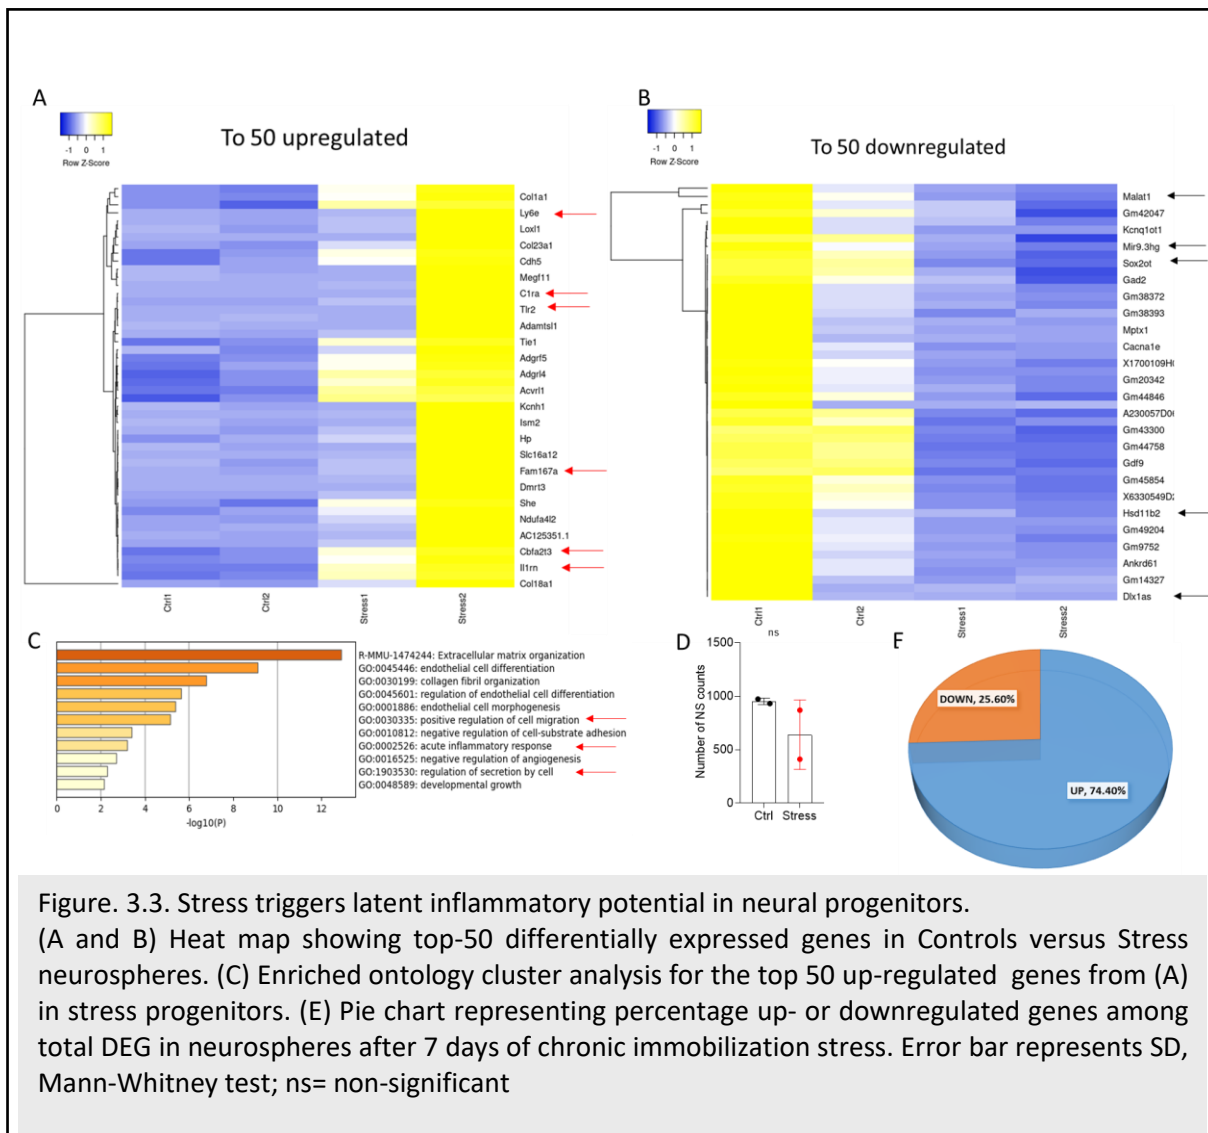 A
B
-1 0 1
Row Z-Score
To 50 upregulated
-1 0 1
Row Z-Score
To 50 downregulated
Col1a1
Ly6e
Loxl1
Col23a1
Cdh5
Megf11
C1ra
Tlr2
Adamtsl1
Tie1
Adgrf5
Adgrl4
Acvrl1
Kcnh1
Ism2
Hp
Slc16a12
Fam167a
Dmrt3
She
Ndufa4l2
AC125351.1
Cbfa2t3
Il1rn
Col18a1
Ctrl1
Ctrl2
Stress1
Stress2
Malat1
Gm42047
Kcnq1ot1
Mir9.3hg
Sox2ot
Gad2
Gm38372
Gm38393
Mptx1
Cacna1e
X1700109H(
Gm20342
Gm44846
A230057D0(
Gm43300
Gm44758
Gdf9
Gm45854
X6330549D2
Hsd11b2
Gm49204
Gm9752
Ankrd61
Gm14327
Dlx1as
Ctrl1
Ctrl2
Stress1
Stress2
C
R-MMU-1474244: Extracellular matrix organization
GO:0045446: endothelial cell differentiation
GO:0030199: collagen fibril organization
GO:0045601: regulation of endothelial cell differentiation
GO:0001886: endothelial cell morphogenesis
GO:0030335: positive regulation of cell migration
GO:0010812: negative regulation of cell-substrate adhesion
GO:0002526: acute inflammatory response
GO:0016525: negative regulation of angiogenesis
GO:1903530: regulation of secretion by cell
GO:0048589: developmental growth
0 2 4 6 8 10 12
-log10(P)
D
ns
Number of NS counts
1500
1000
500
0
Ctrl Stress
E
DOWN, 25.60%
UP, 74.40%
Figure. 3.3. Stress triggers latent inflammatory potential in neural progenitors.
(A and B) Heat map showing top-50 differentially expressed genes in Controls versus Stress
neurospheres. (C) Enriched ontology cluster analysis for the top 50 up-regulated genes from (A)
in stress progenitors. (E) Pie chart representing percentage up- or downregulated genes among
total DEG in neurospheres after 7 days of chronic immobilization stress. Error bar represents SD,
Mann-Whitney test; ns= non-significant